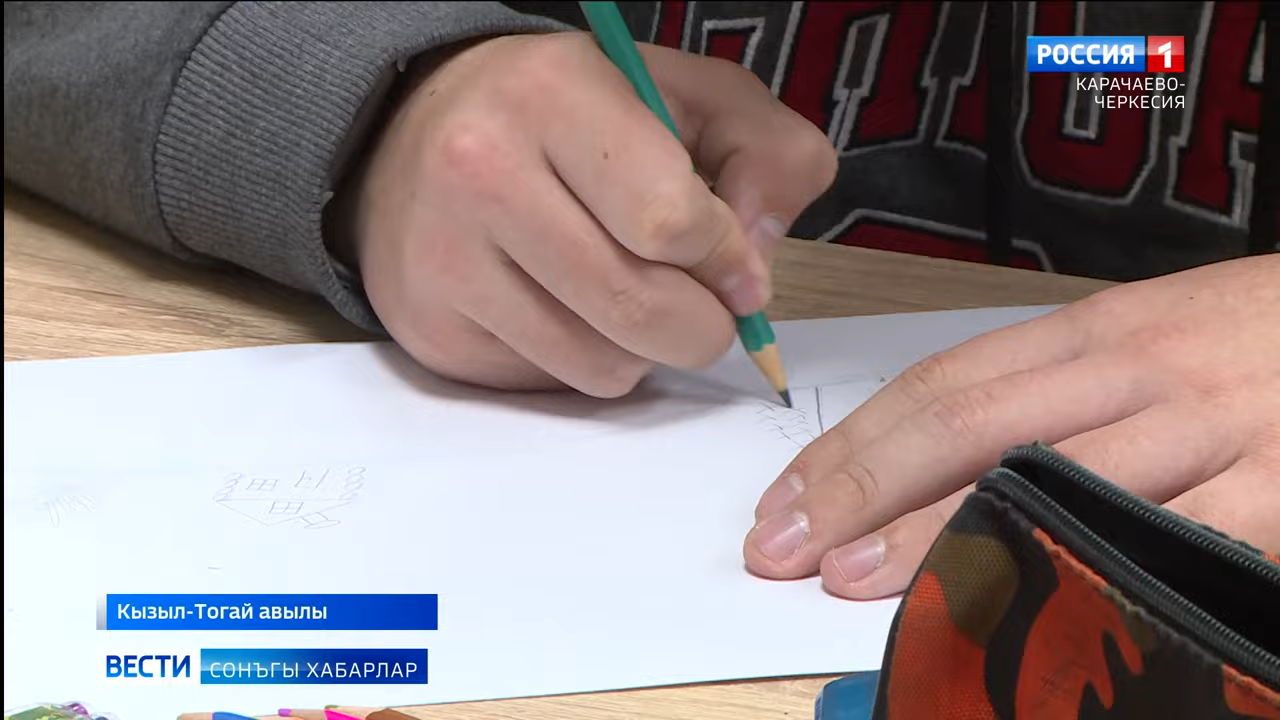 РОССИЯ 1
КАРАЧАЕВО-
ЧЕРКЕСИЯ
Кызыл-Тогай авылы
ВЕСТИ СОНЪГЫ ХАБАРЛАР